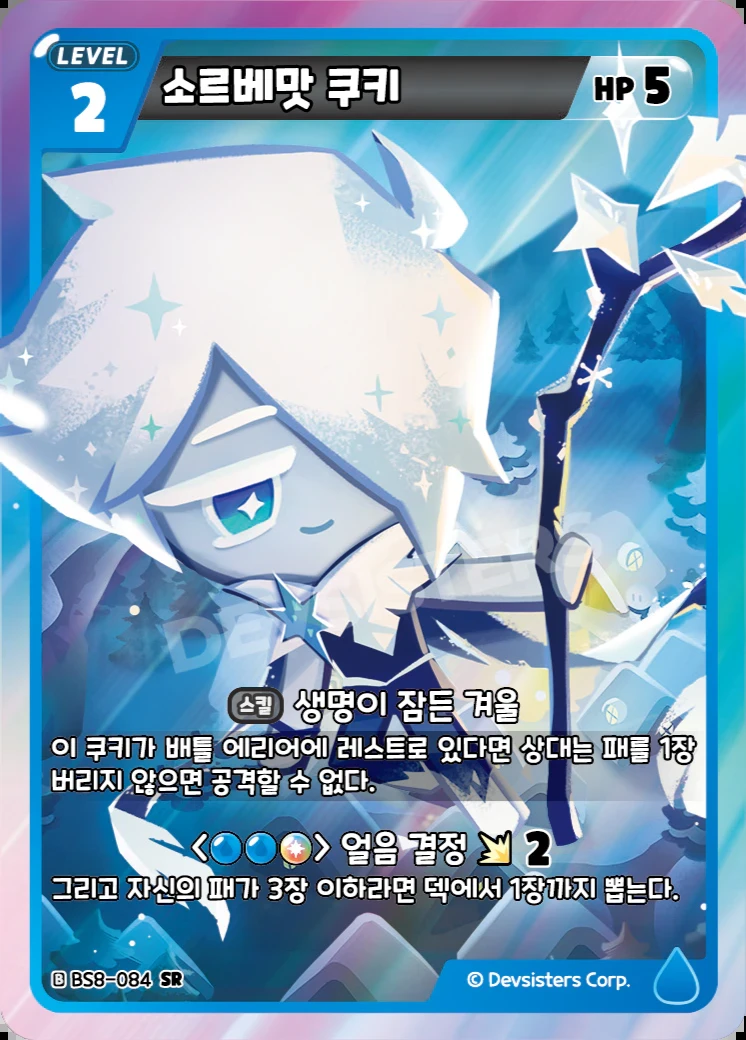 LEVEL
2
소르베맛 쿠키
HP 5
DEVSISTERS
스킬 생명이 잠든 겨울
이 쿠키가 배틀 에리어에 레스트로 있다면 상대는 패를 1장
버리지 않으면 공격할 수 없다.
얼음 결정 2
그리고 자신의 패가 3장 이하라면 덱에서 1장까지 뽑는다.
B BS8-084 SR
© Devsisters Corp.